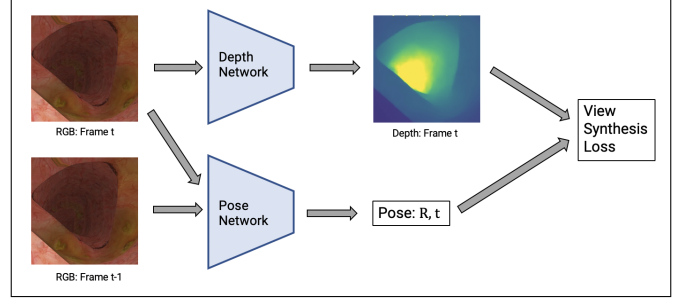 RGB: Frame t
Depth
Network
Depth: Frame t
View
Synthesis
Loss
RGB: Frame t-1
Pose
Network
Pose: R, t